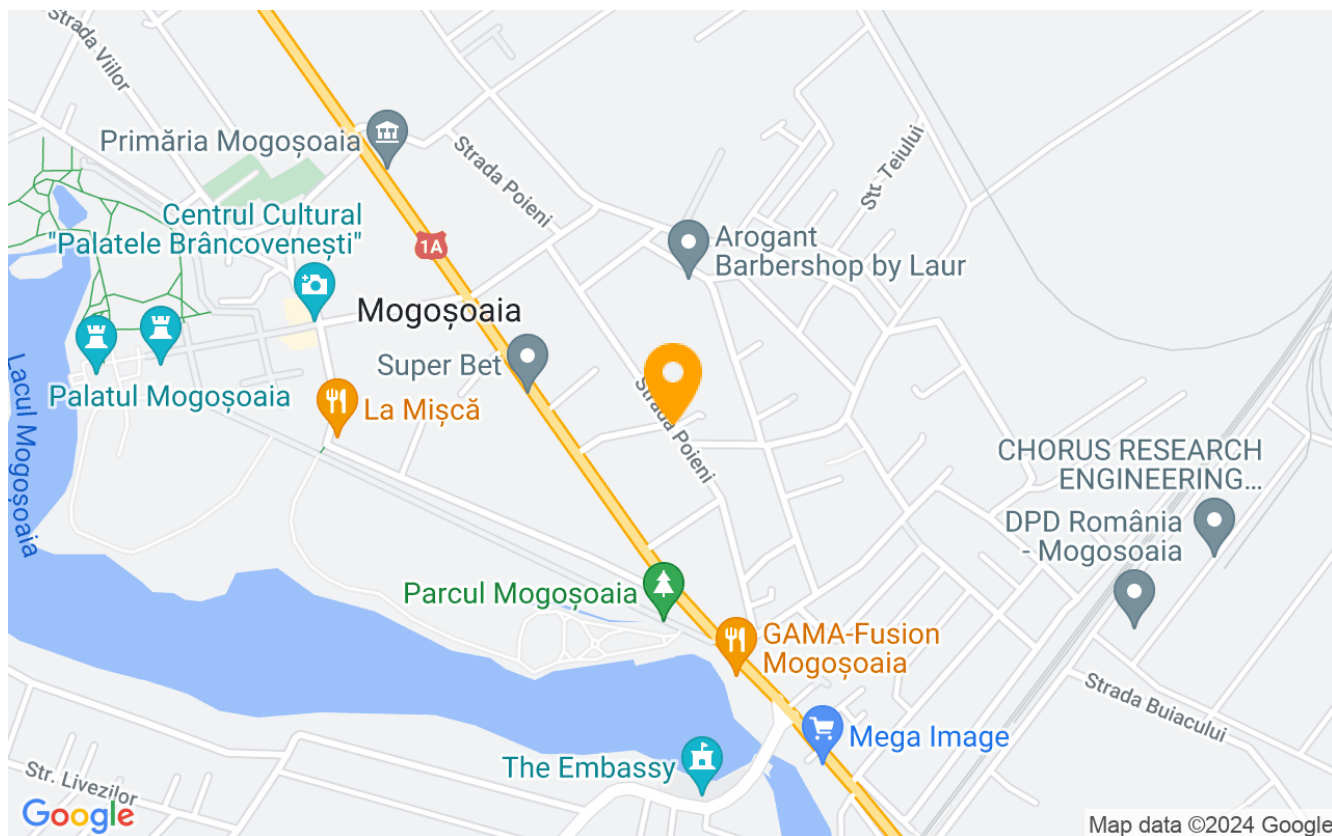 Strada Viilor
Primăria Mogoșoaia
Strada Poieni
Str. Teiului
Centrul Cultural
"Palatele Brâncovenești"
1A
Arogant
Barbershop by Laur
Mogoșoaia
Super Bet
Palatul Mogoșoaia
La Mișcă
Strada Poieni
Lacul Mogoșoaia
CHORUS RESEARCH
ENGINEERING...
DPD România
- Mogosoaia
Parcul Mogoșoaia
GAMA-Fusion
Mogoșoaia
Strada Buiacului
Mega Image
The Embassy
Str. Livezilor
Google
Map data ©2024 Google